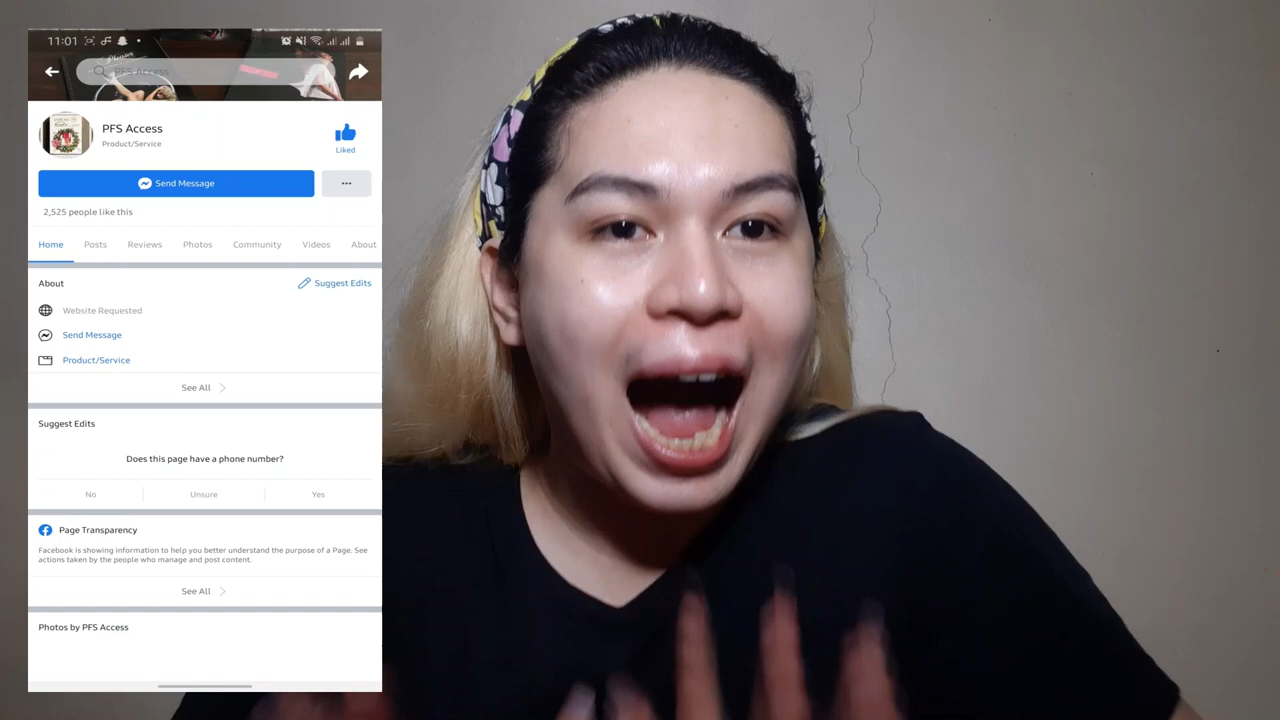 11:01
PFS Access
PFS Access
Product/Service
Liked
Send Message
2,525 people like this
Home Posts Reviews Photos Community Videos About
About
Suggest Edits
Website Requested
Send Message
Product/Service
See All
Suggest Edits
Does this page have a phone number?
No Unsure Yes
Page Transparency
Facebook is showing information to help you better understand the purpose of a Page. See
actions taken by the people who manage and post content.
See All
Photos by PFS Access